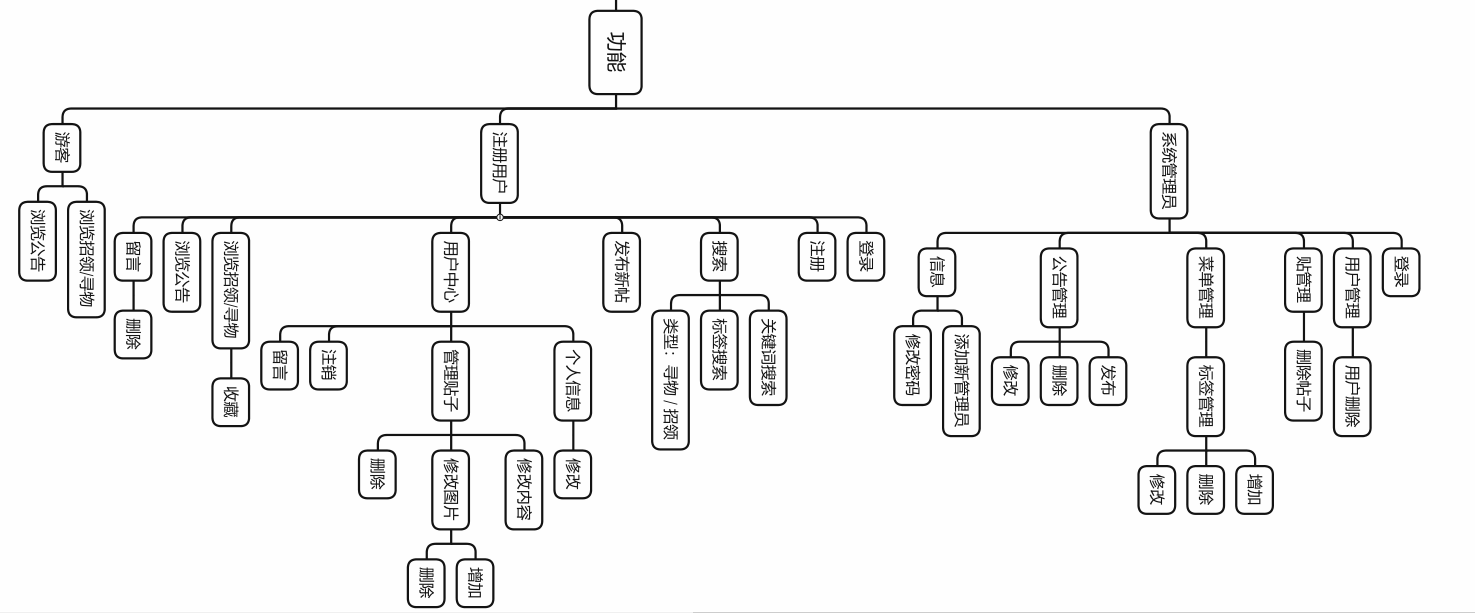 功能
游客
注册用户
系统管理员
浏览公告
浏览招领/寻物
留言
浏览公告
浏览招领/寻物
用户中心
发布新帖
搜索
注册
登录
信息
公告管理
菜单管理
贴管理
用户管理
登录
删除
收藏
留言
注销
管理贴子
个人信息
类型：寻物 / 招领
标签搜索
关键词搜索
修改密码
添加新管理员
修改
删除
发布
标签管理
删除帖子
用户删除
删除
修改图片
修改内容
修改
修改
删除
增加
删除
增加